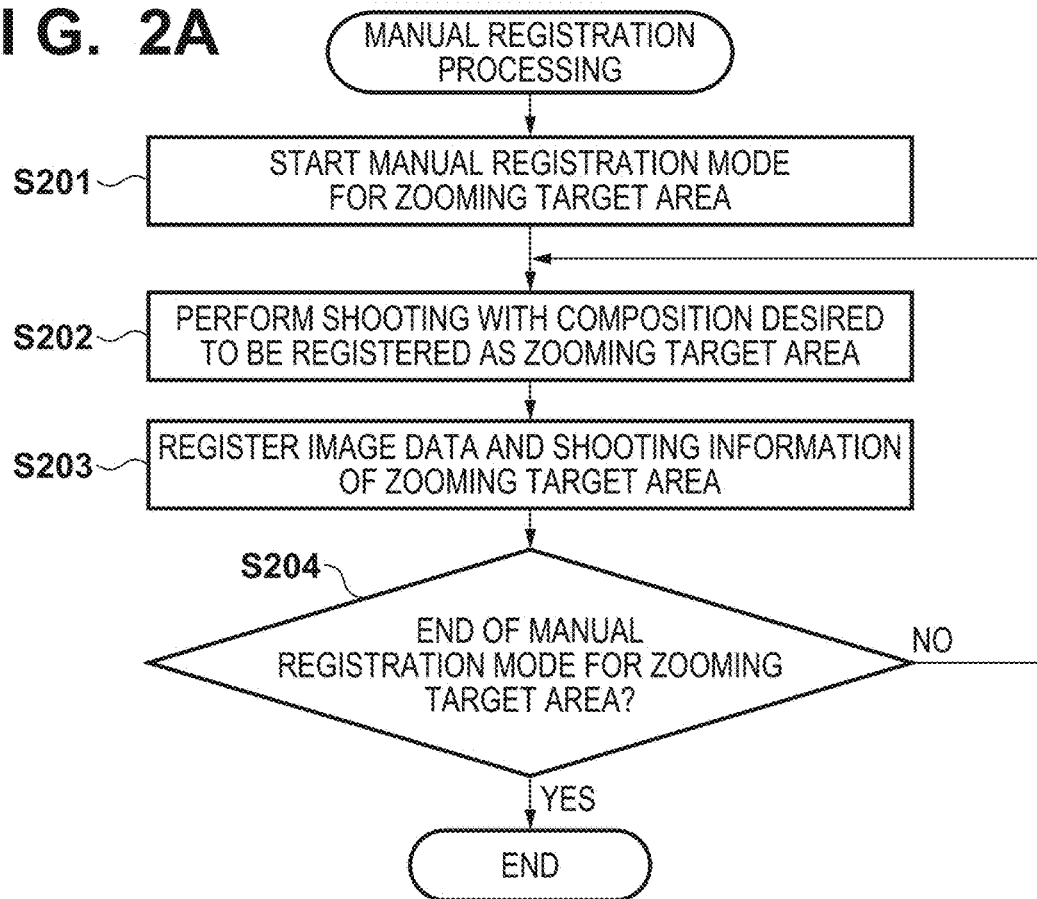 I G. 2A
MANUAL REGISTRATION
PROCESSING
S201
START MANUAL REGISTRATION MODE
FOR ZOOMING TARGET AREA
S202
PERFORM SHOOTING WITH COMPOSITION DESIRED
TO BE REGISTERED AS ZOOMING TARGET AREA
S203
REGISTER IMAGE DATA AND SHOOTING INFORMATION
OF ZOOMING TARGET AREA
S204
END OF MANUAL
REGISTRATION MODE FOR ZOOMING
TARGET AREA?
NO
YES
END